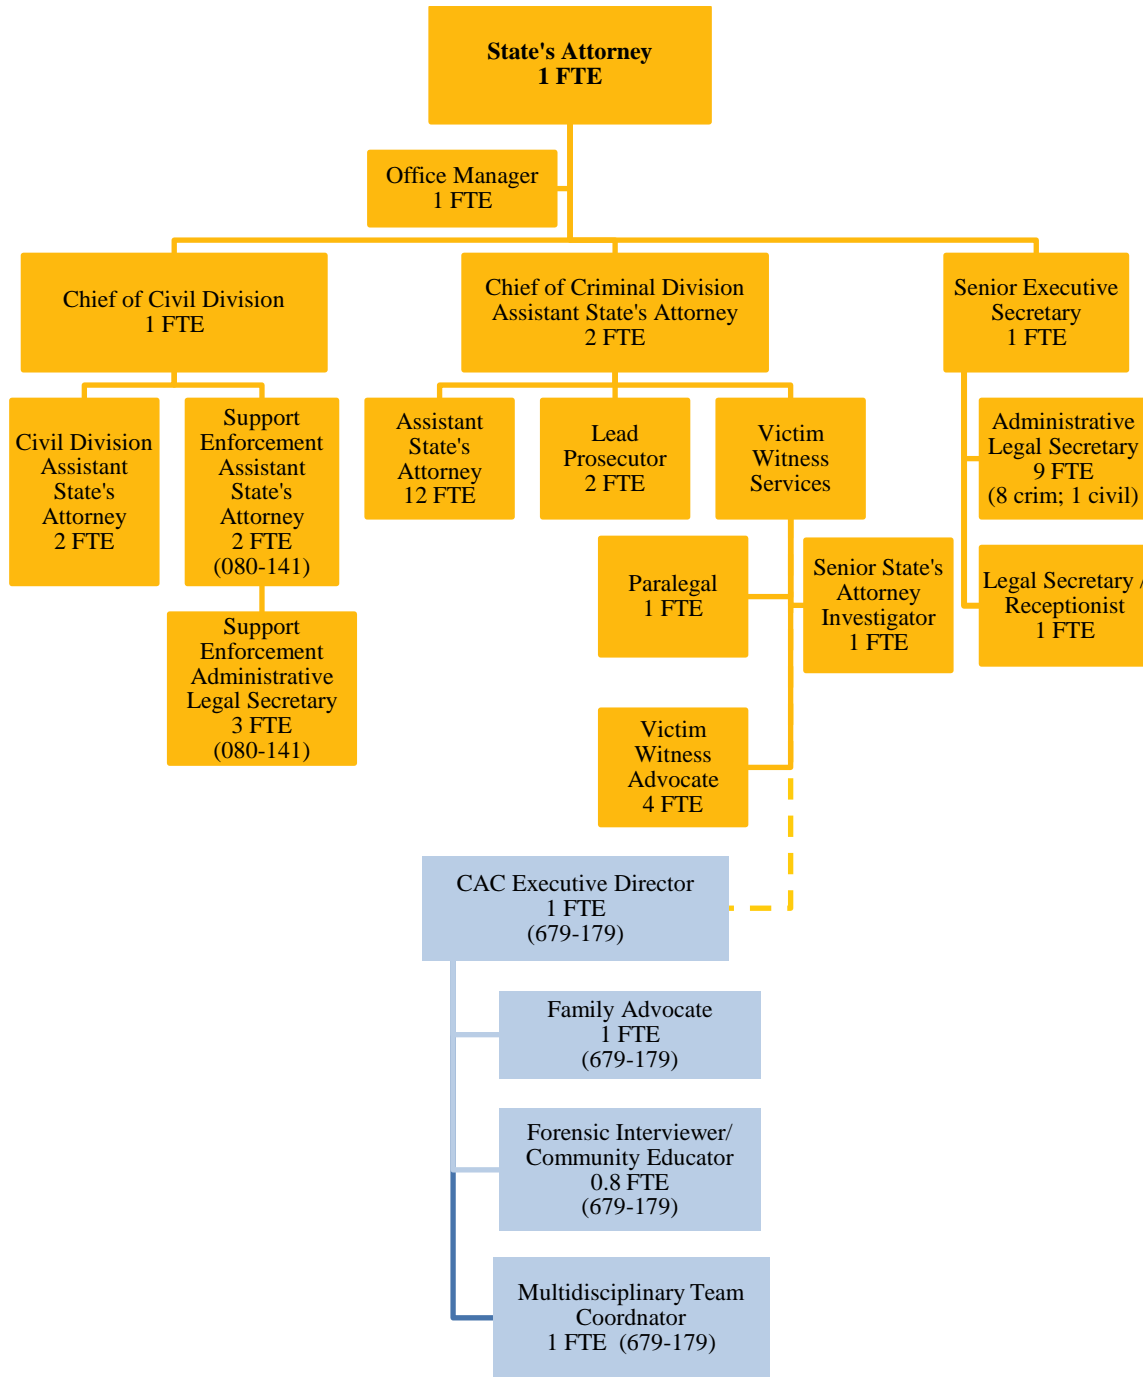 State's Attorney
1 FTE
Office Manager
1 FTE
Chief of Civil Division
1 FTE
Chief of Criminal Division
Assistant State's Attorney
2 FTE
Senior Executive
Secretary
1 FTE
Civil Division
Assistant
State's
Attorney
2 FTE
Support
Enforcement
Assistant
State's
Attorney
2 FTE
(080-141)
Support
Enforcement
Administrative
Legal Secretary
3 FTE
(080-141)
Assistant
State's
Attorney
12 FTE
Lead
Prosecutor
2 FTE
Victim
Witness
Services
Paralegal
1 FTE
Senior State's
Attorney
Investigator
1 FTE
Victim
Witness
Advocate
4 FTE
Administrative
Legal Secretary
9 FTE
(8 crim; 1 civil)
Legal Secretary /
Receptionist
1 FTE
CAC Executive Director
1 FTE
(679-179)
Family Advocate
1 FTE
(679-179)
Forensic Interviewer/
Community Educator
0.8 FTE
(679-179)
Multidisciplinary Team
Coordnator
1 FTE (679-179)